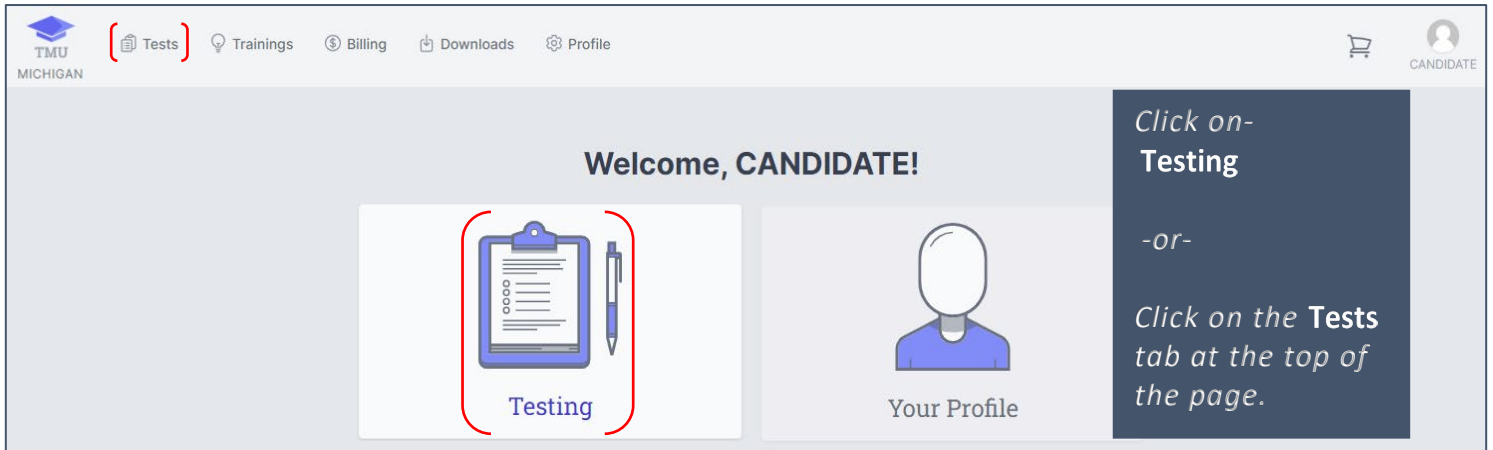 TMU
MICHIGAN
Tests Trainings Billing Downloads Profile
CANDIDATE
Welcome, CANDIDATE!
Testing
Your Profile
Click on-
Testing
-or-
Click on the Tests
tab at the top of
the page.